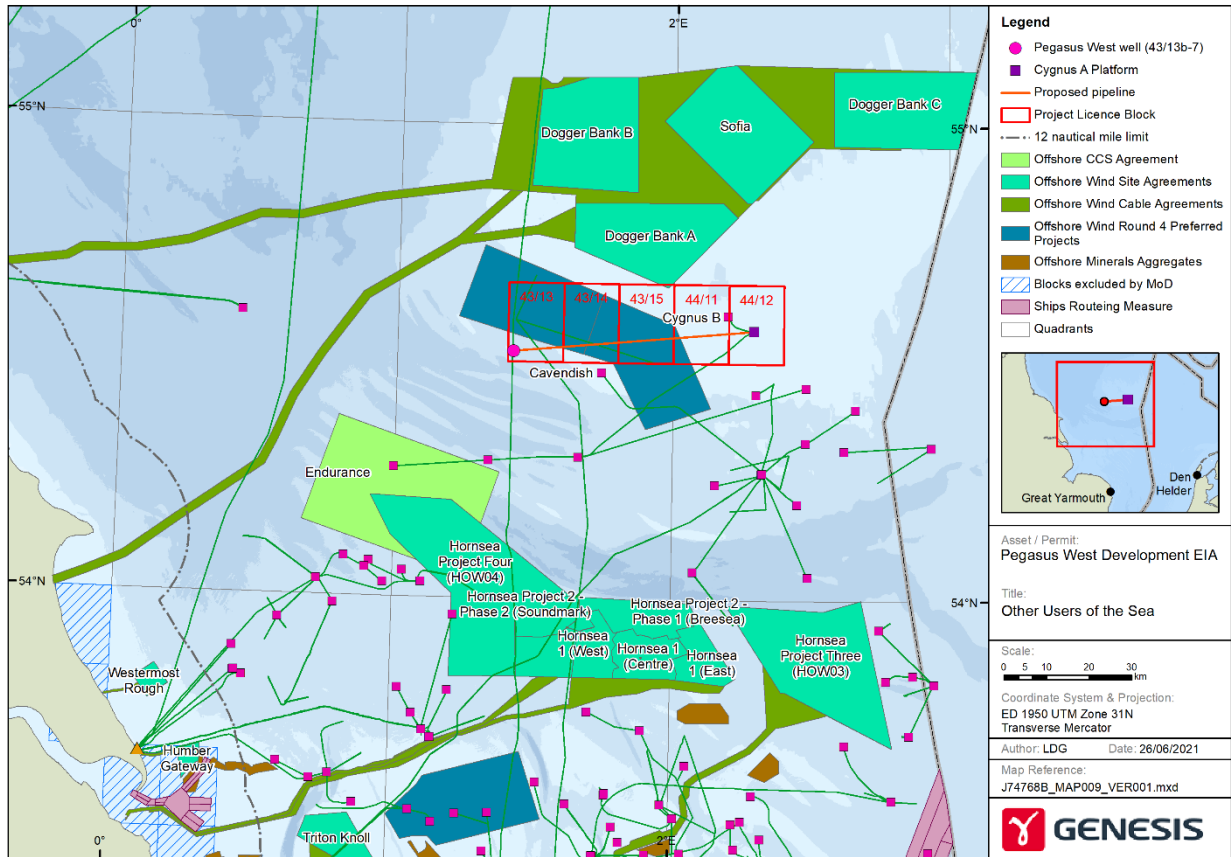 0°
2°E
55°N
55°N
Dogger Bank B
Sofia
Dogger Bank C
Dogger Bank A
43/13
43/14
43/15
44/11
44/12
Cygnus B
Cavendish
Endurance
54°N
54°N
Hornsea
Project Four
(HOW04)
Hornsea Project 2 -
Phase 2 (Soundmark)
Hornsea Project 2 -
Phase 1 (Breesea)
Hornsea
1 (West)
Hornsea 1
(Centre)
Hornsea
1 (East)
Hornsea
Project Three
(HOW03)
Westermost
Rough
Humber
Gateway
Triton Knoll
0°
2°E
Legend
Pegasus West well (43/13b-7)
Cygnus A Platform
Proposed pipeline
Project Licence Block
12 nautical mile limit
Offshore CCS Agreement
Offshore Wind Site Agreements
Offshore Wind Cable Agreements
Offshore Wind Round 4 Preferred
Projects
Offshore Minerals Aggregates
Blocks excluded by MoD
Ships Routeing Measure
Quadrants
Great Yarmouth
Den
Helder
Asset / Permit:
Pegasus West Development EIA
Title:
Other Users of the Sea
Scale:
0 5 10 20 30
km
Coordinate System & Projection:
ED 1950 UTM Zone 31N
Transverse Mercator
Author: LDG Date: 26/06/2021
Map Reference:
J74768B_MAP009_VER001.mxd
GENESIS